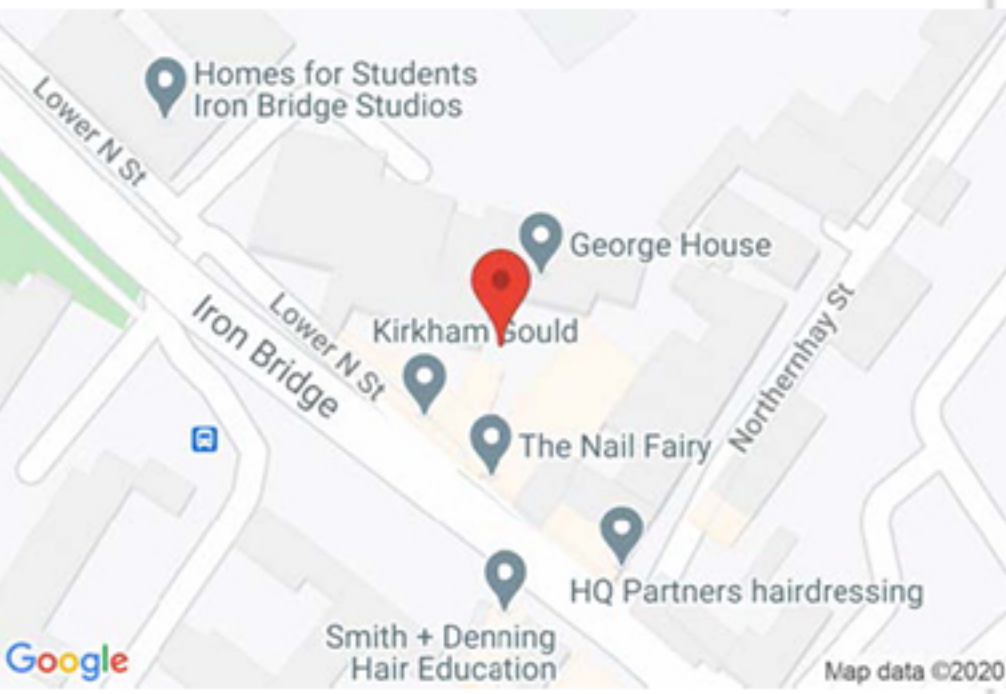 Homes for Students
Iron Bridge Studios
Lower N St
George House
Iron Bridge
Lower N St
Kirkham Gould
Northernhay St
The Nail Fairy
HQ Partners hairdressing
Smith + Denning
Hair Education
Google
Map data ©2020